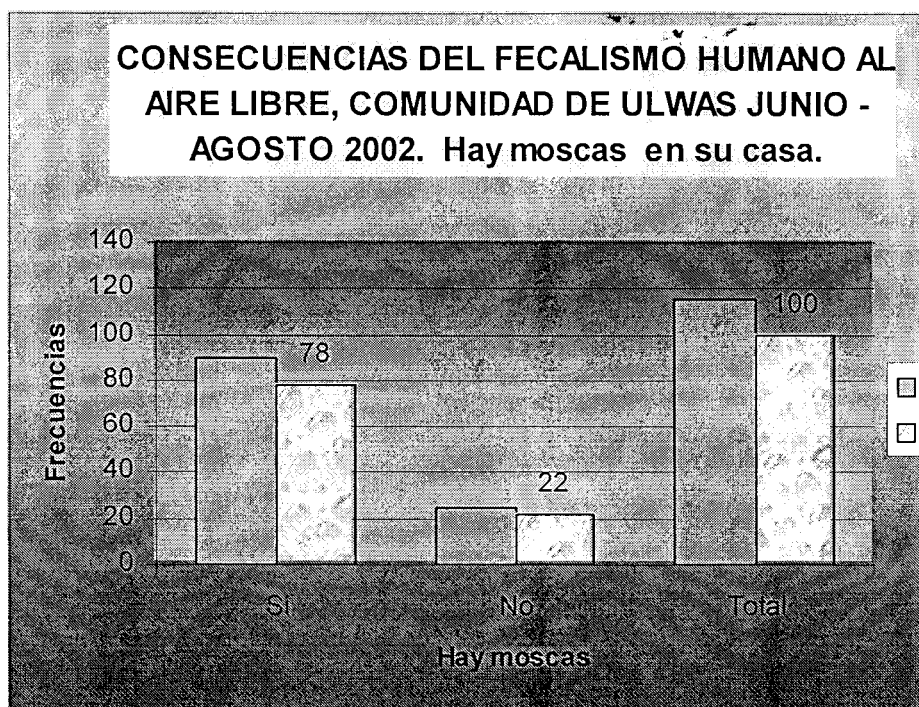 CONSECUENCIAS DEL FECALISMO HUMANO AL
AIRE LIBRE, COMUNIDAD DE ULWAS JUNIO -
AGOSTO 2002. Hay moscas en su casa.
140
120
100
80
60
40
20
0
Frecuencias
78
22
100
Si
No
Total
Hay moscas